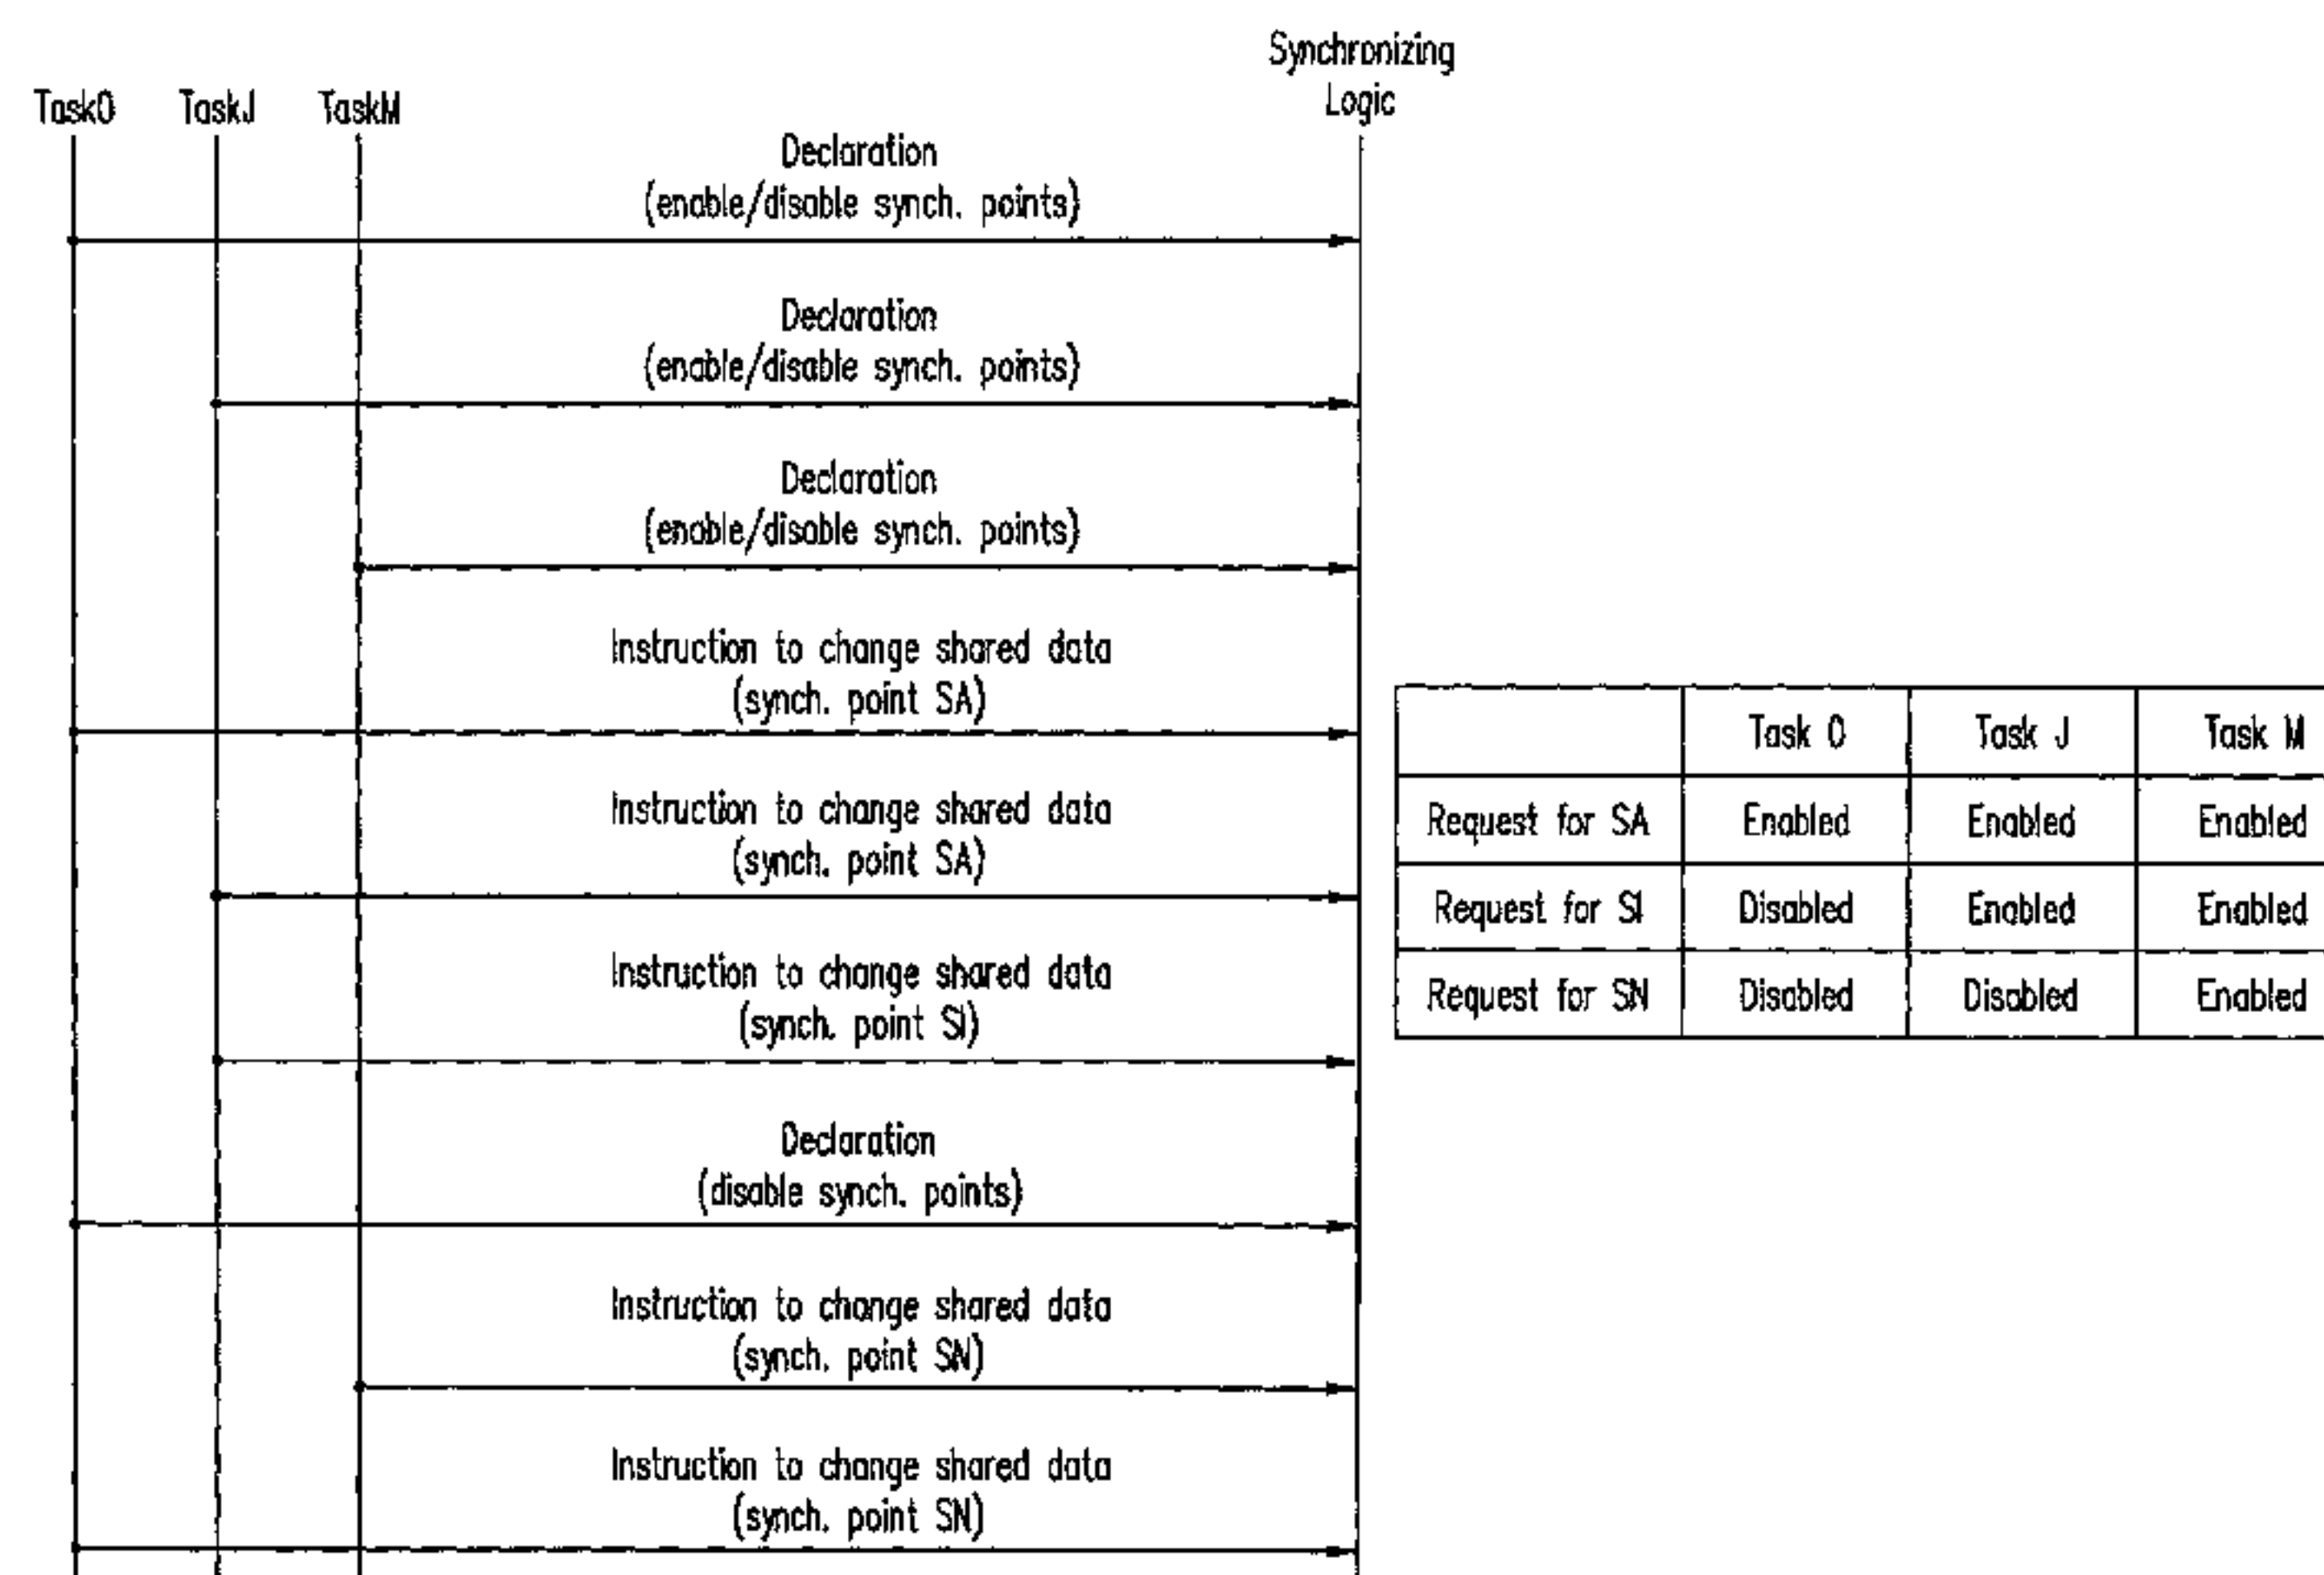 Synchronizing
Logic
Task0 TaskJ TaskM
Declaration
(enable/disable synch. points)
Declaration
(enable/disable synch. points)
Declaration
(enable/disable synch. points)
Instruction to change shared data
(synch. point SA)
Instruction to change shared data
(synch. point SA)
Instruction to change shared data
(synch. point SI)
Declaration
(disable synch. points)
Instruction to change shared data
(synch. point SN)
Instruction to change shared data
(synch. point SN)
Task 0 Task J Task M
Request for SA Enabled Enabled Enabled
Request for SI Disabled Enabled Enabled
Request for SN Disabled Disabled Enabled